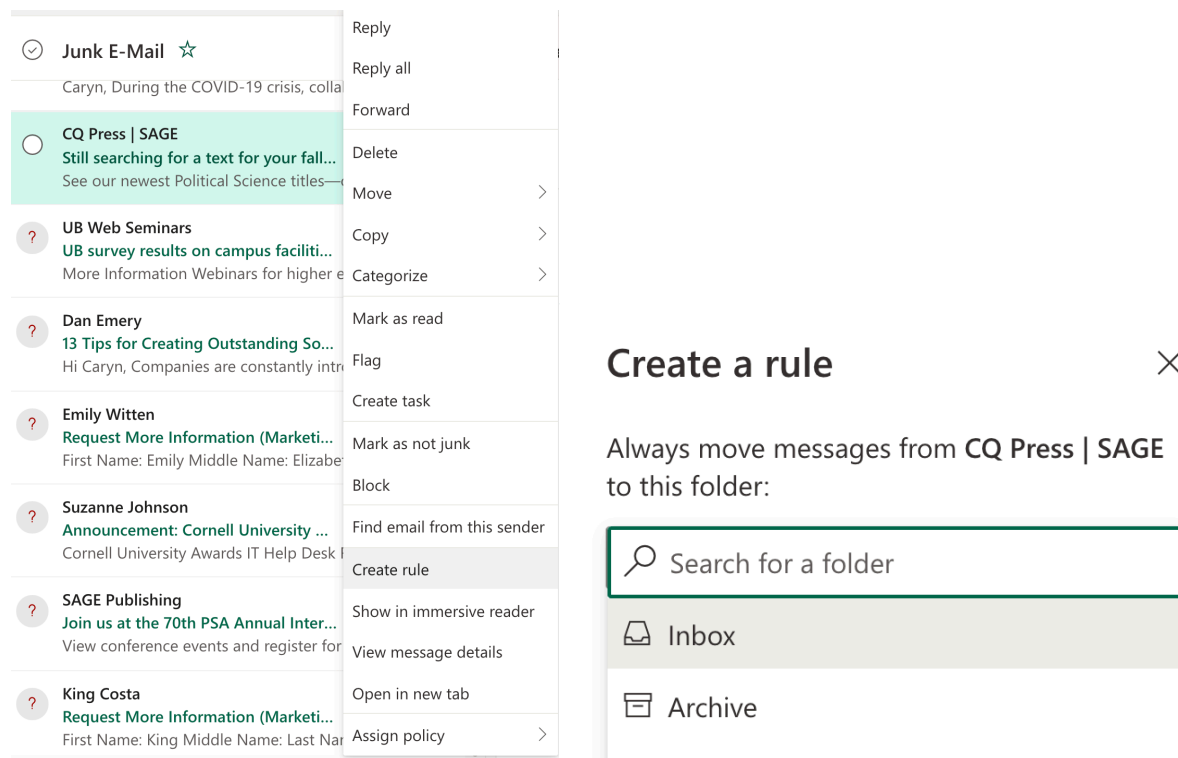 Junk E-Mail
Caryn, During the COVID-19 crisis, colla
CQ Press | SAGE
Still searching for a text for your fall...
See our newest Political Science titles—
?
UB Web Seminars
UB survey results on campus faciliti...
More Information Webinars for higher e
?
Dan Emery
13 Tips for Creating Outstanding So...
Hi Caryn, Companies are constantly intr
?
Emily Witten
Request More Information (Marketi...
First Name: Emily Middle Name: Elizabe
?
Suzanne Johnson
Announcement: Cornell University ...
Cornell University Awards IT Help Desk
?
SAGE Publishing
Join us at the 70th PSA Annual Inter...
View conference events and register for
?
King Costa
Request More Information (Marketi...
First Name: King Middle Name: Last Nar
Reply
Reply all
Forward
Delete
Move
Copy
Categorize
Mark as read
Flag
Create task
Mark as not junk
Block
Find email from this sender
Create rule
Show in immersive reader
View message details
Open in new tab
Assign policy
Create a rule
Always move messages from CQ Press | SAGE
to this folder:
Search for a folder
Inbox
Archive